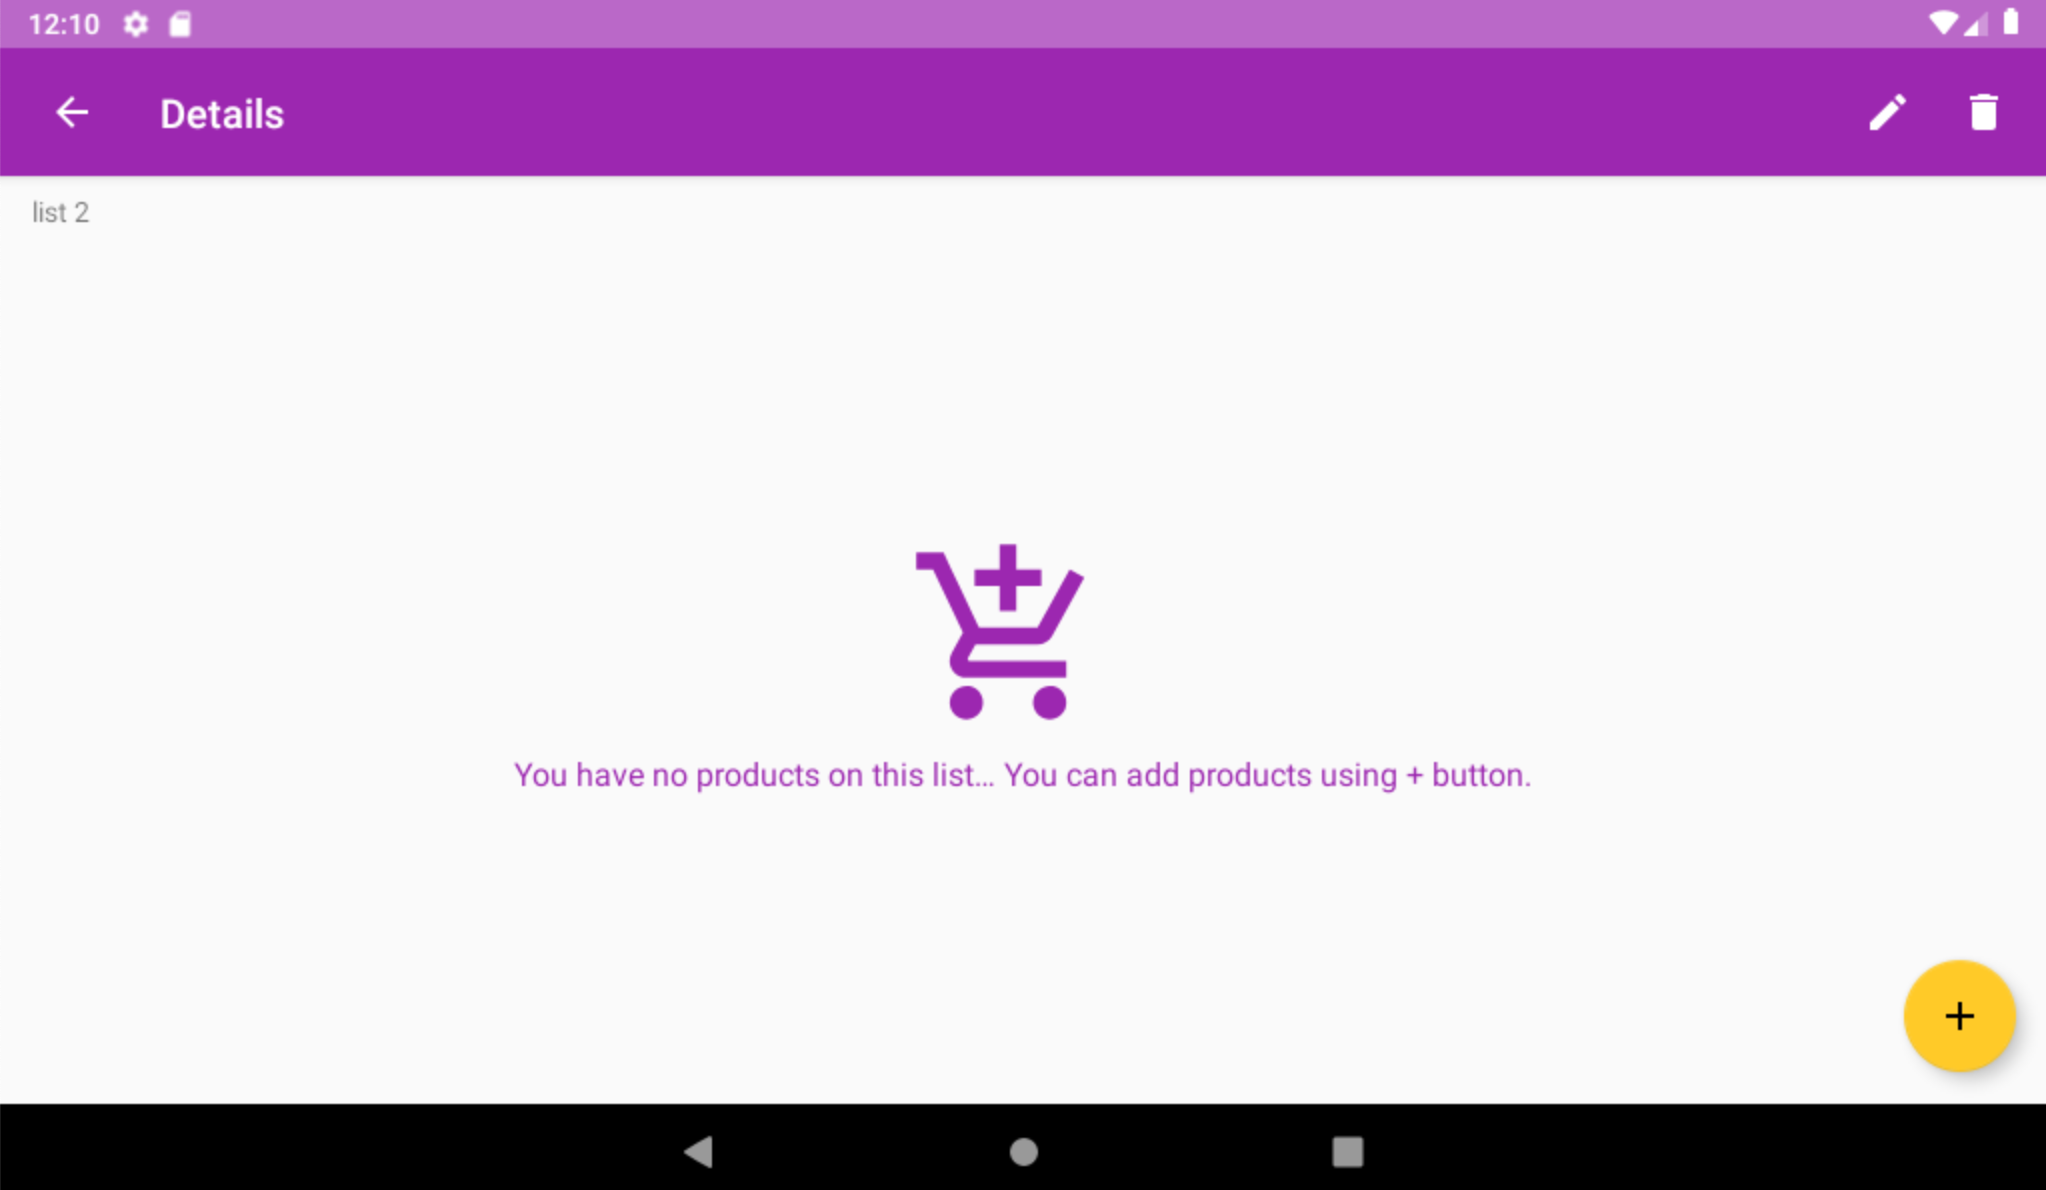 12:10
Details
list 2
You have no products on this list... You can add products using + button.